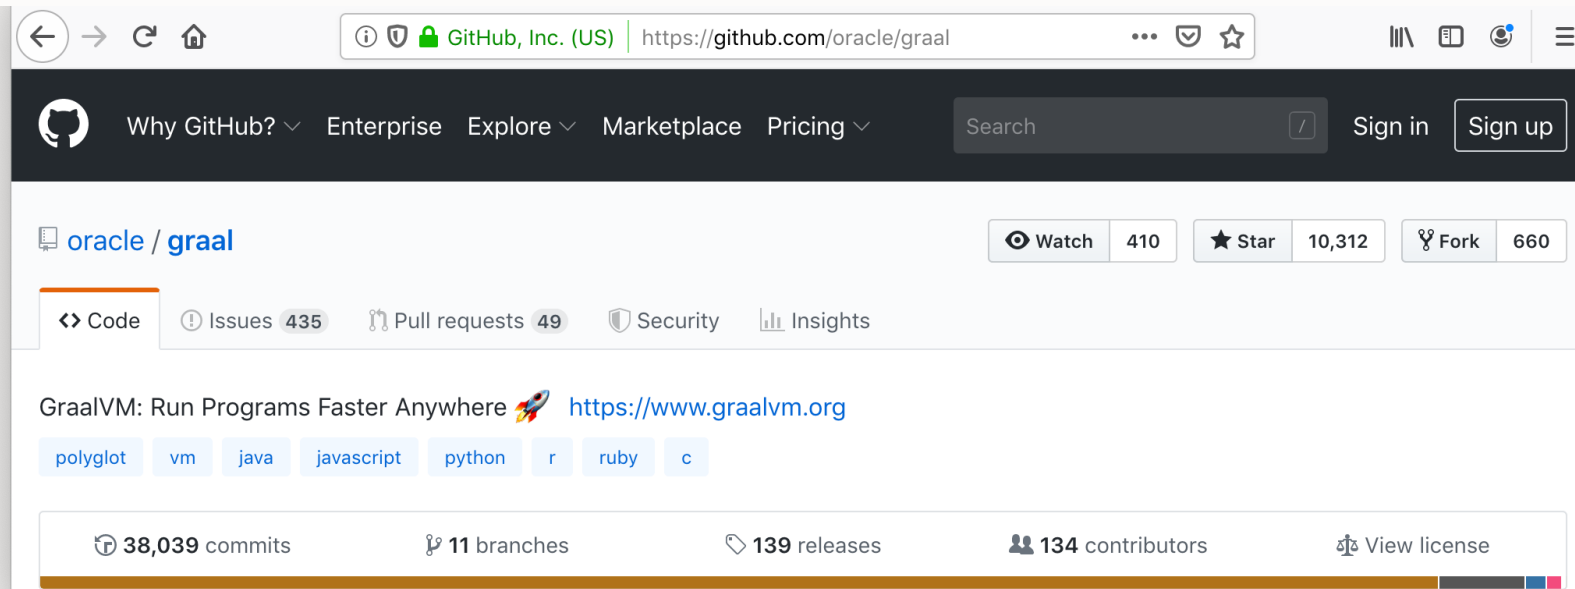 GitHub, Inc. (US) https://github.com/oracle/graal
Why GitHub? Enterprise Explore Marketplace Pricing Search / Sign in Sign up
oracle / graal Watch 410 Star 10,312 Fork 660
Code Issues 435 Pull requests 49 Security Insights
GraalVM: Run Programs Faster Anywhere 🚀 https://www.graalvm.org
polyglot vm java javascript python r ruby c
38,039 commits 11 branches 139 releases 134 contributors View license